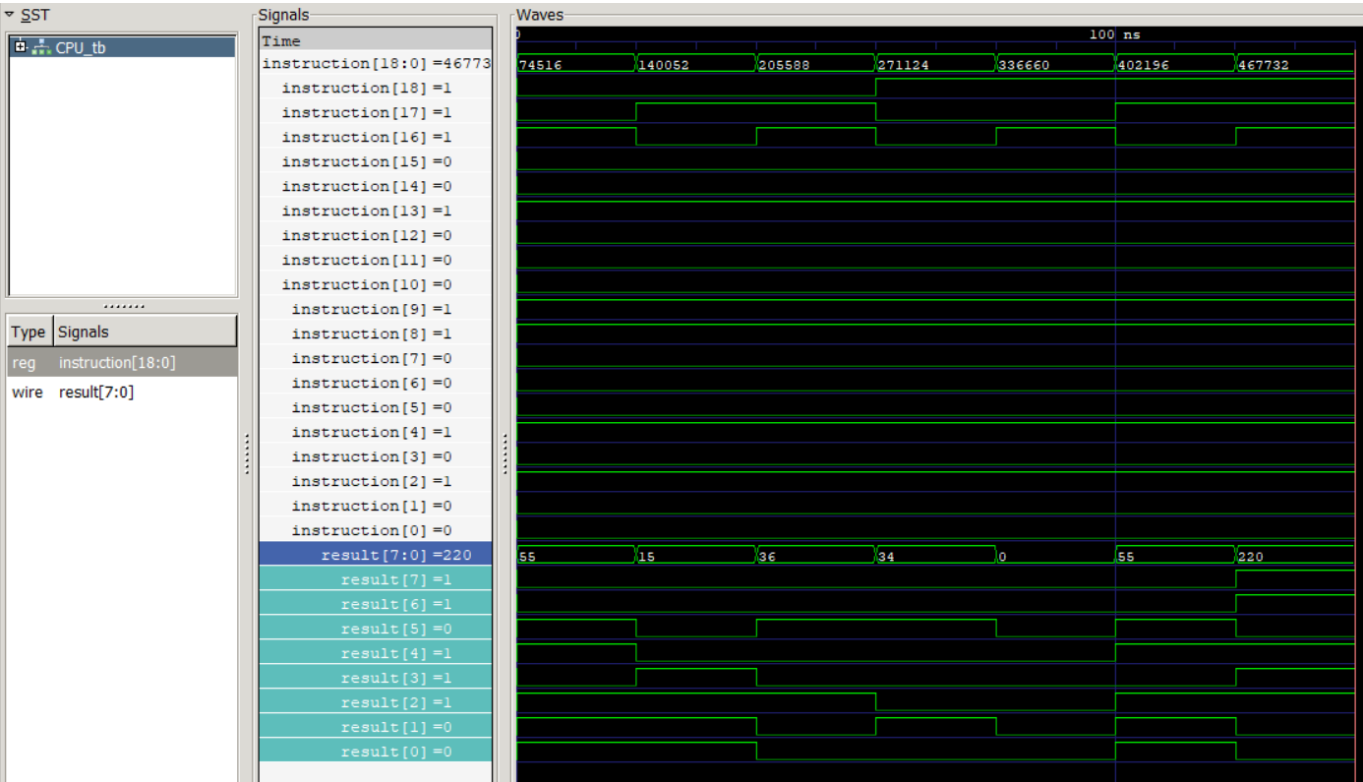 SST
CPU_tb
Type Signals
reg instruction[18:0]
wire result[7:0]
Signals
Time
instruction[18:0] =46773
instruction[18] =1
instruction[17] =1
instruction[16] =1
instruction[15] =0
instruction[14] =0
instruction[13] =1
instruction[12] =0
instruction[11] =0
instruction[10] =0
instruction[9] =1
instruction[8] =1
instruction[7] =0
instruction[6] =0
instruction[5] =0
instruction[4] =1
instruction[3] =0
instruction[2] =1
instruction[1] =0
instruction[0] =0
result[7:0] =220
result[7] =1
result[6] =1
result[5] =0
result[4] =1
result[3] =1
result[2] =1
result[1] =0
result[0] =0
Waves
0 100 ns
74516 140052 205588 271124 336660 402196 467732
55 15 36 34 0 55 220